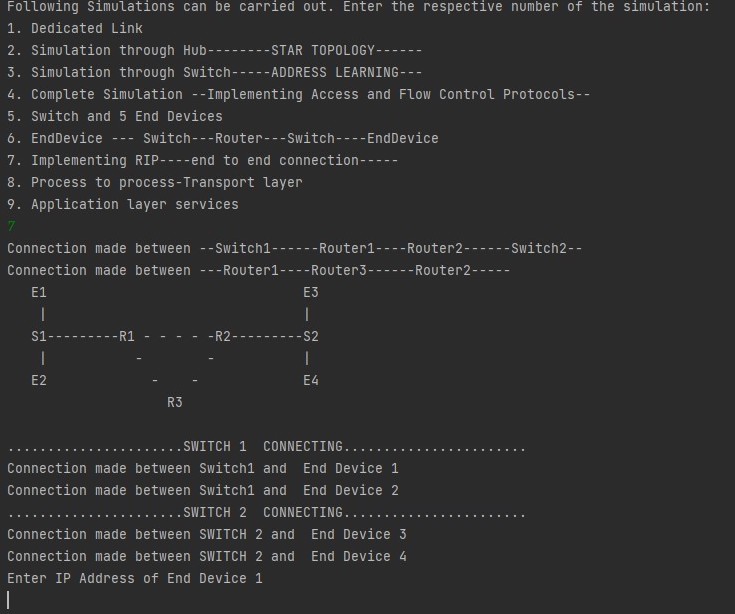 Following Simulations can be carried out. Enter the respective number of the simulation:
1. Dedicated Link
2. Simulation through Hub--------STAR TOPOLOGY------
3. Simulation through Switch-----ADDRESS LEARNING---
4. Complete Simulation --Implementing Access and Flow Control Protocols--
5. Switch and 5 End Devices
6. EndDevice --- Switch---Router---Switch----EndDevice
7. Implementing RIP----end to end connection-----
8. Process to process-Transport layer
9. Application layer services
7
Connection made between --Switch1------Router1----Router2------Switch2--
Connection made between ---Router1----Router3------Router2-----
   E1                                E3
    |                                |
   S1---------R1 - - - - -R2---------S2
    |           -        -           |
   E2             -    -             E4
                    R3

......................SWITCH 1  CONNECTING.......................
Connection made between Switch1 and  End Device 1
Connection made between Switch1 and  End Device 2
......................SWITCH 2  CONNECTING.......................
Connection made between SWITCH 2 and  End Device 3
Connection made between SWITCH 2 and  End Device 4
Enter IP Address of End Device 1